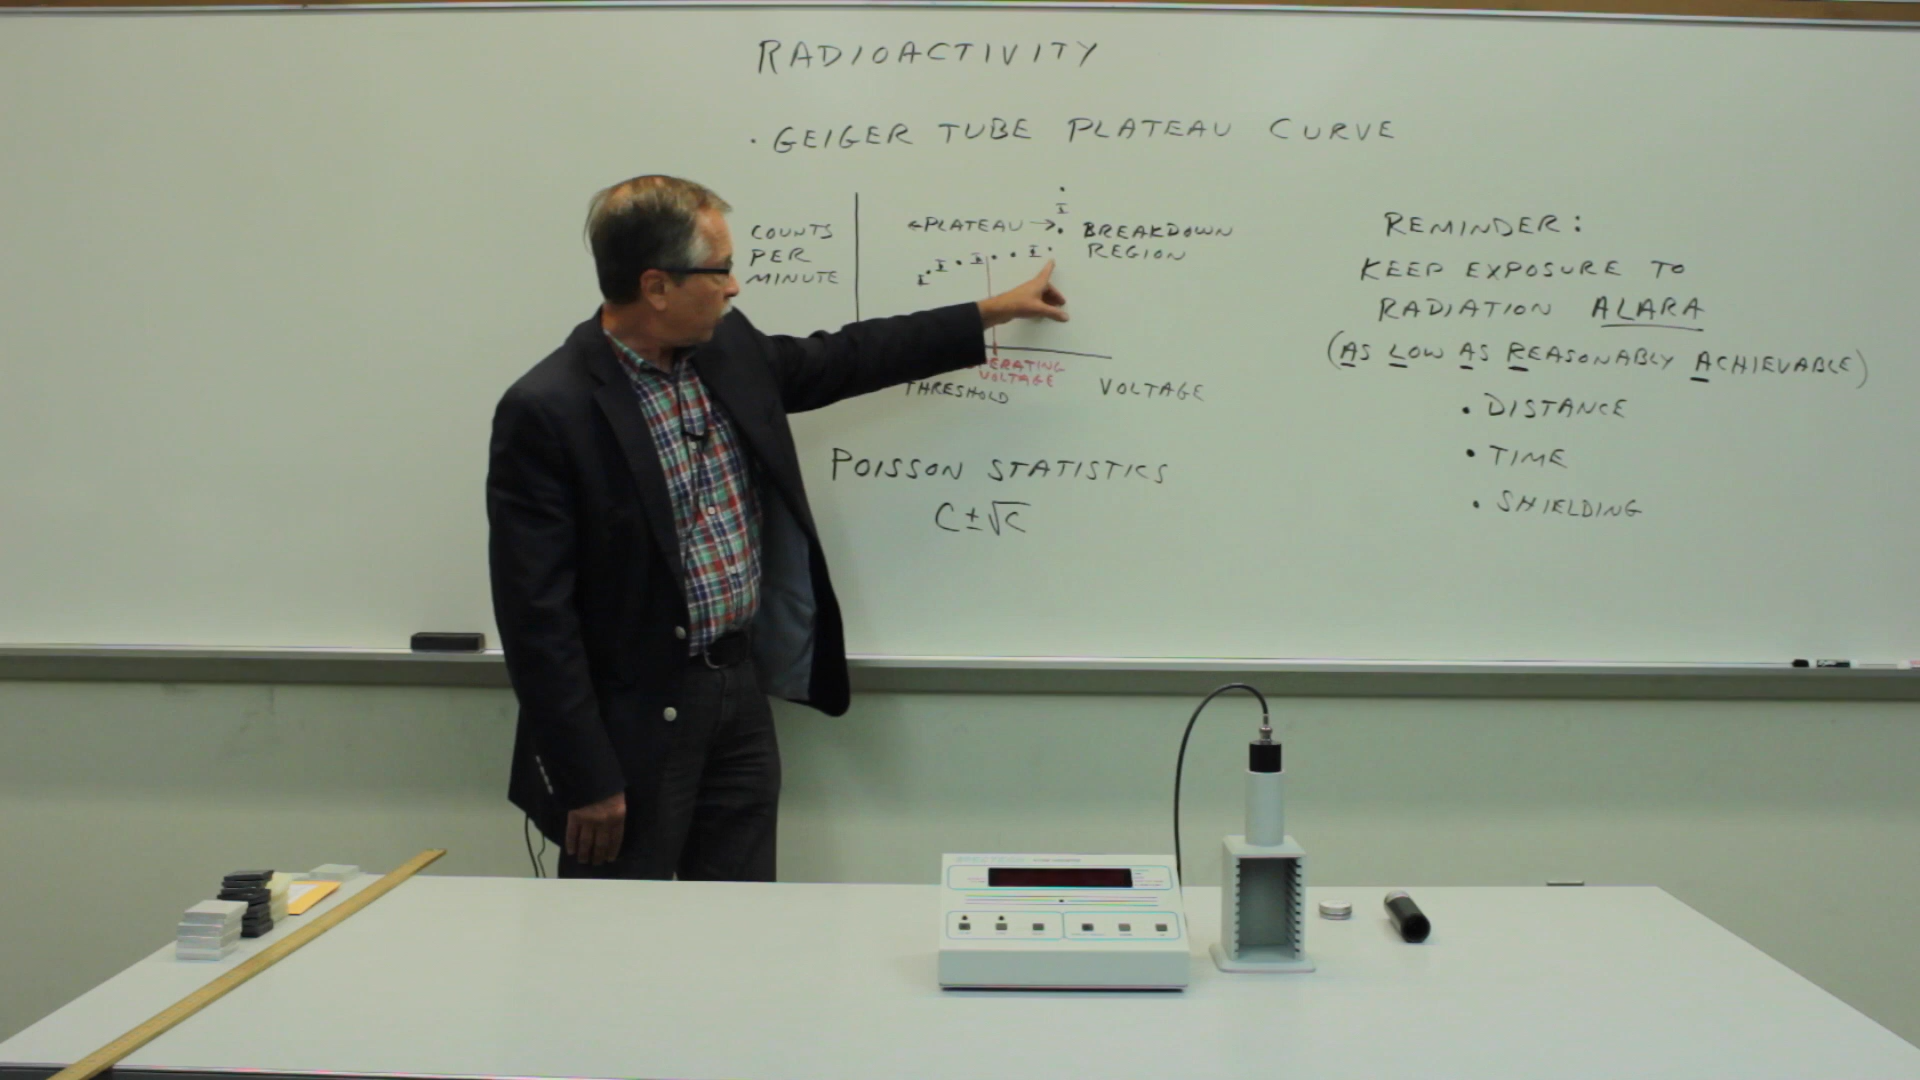 RADIOACTIVITY
• GEIGER TUBE PLATEAU CURVE
COUNTS
PER
MINUTE
← PLATEAU →
BREAKDOWN
REGION
VOLTAGE
THRESHOLD
VOLTAGE
POISSON STATISTICS
C±√C
REMINDER:
KEEP EXPOSURE TO
RADIATION ALARA
(AS LOW AS REASONABLY ACHIEVABLE)
• DISTANCE
• TIME
• SHIELDING